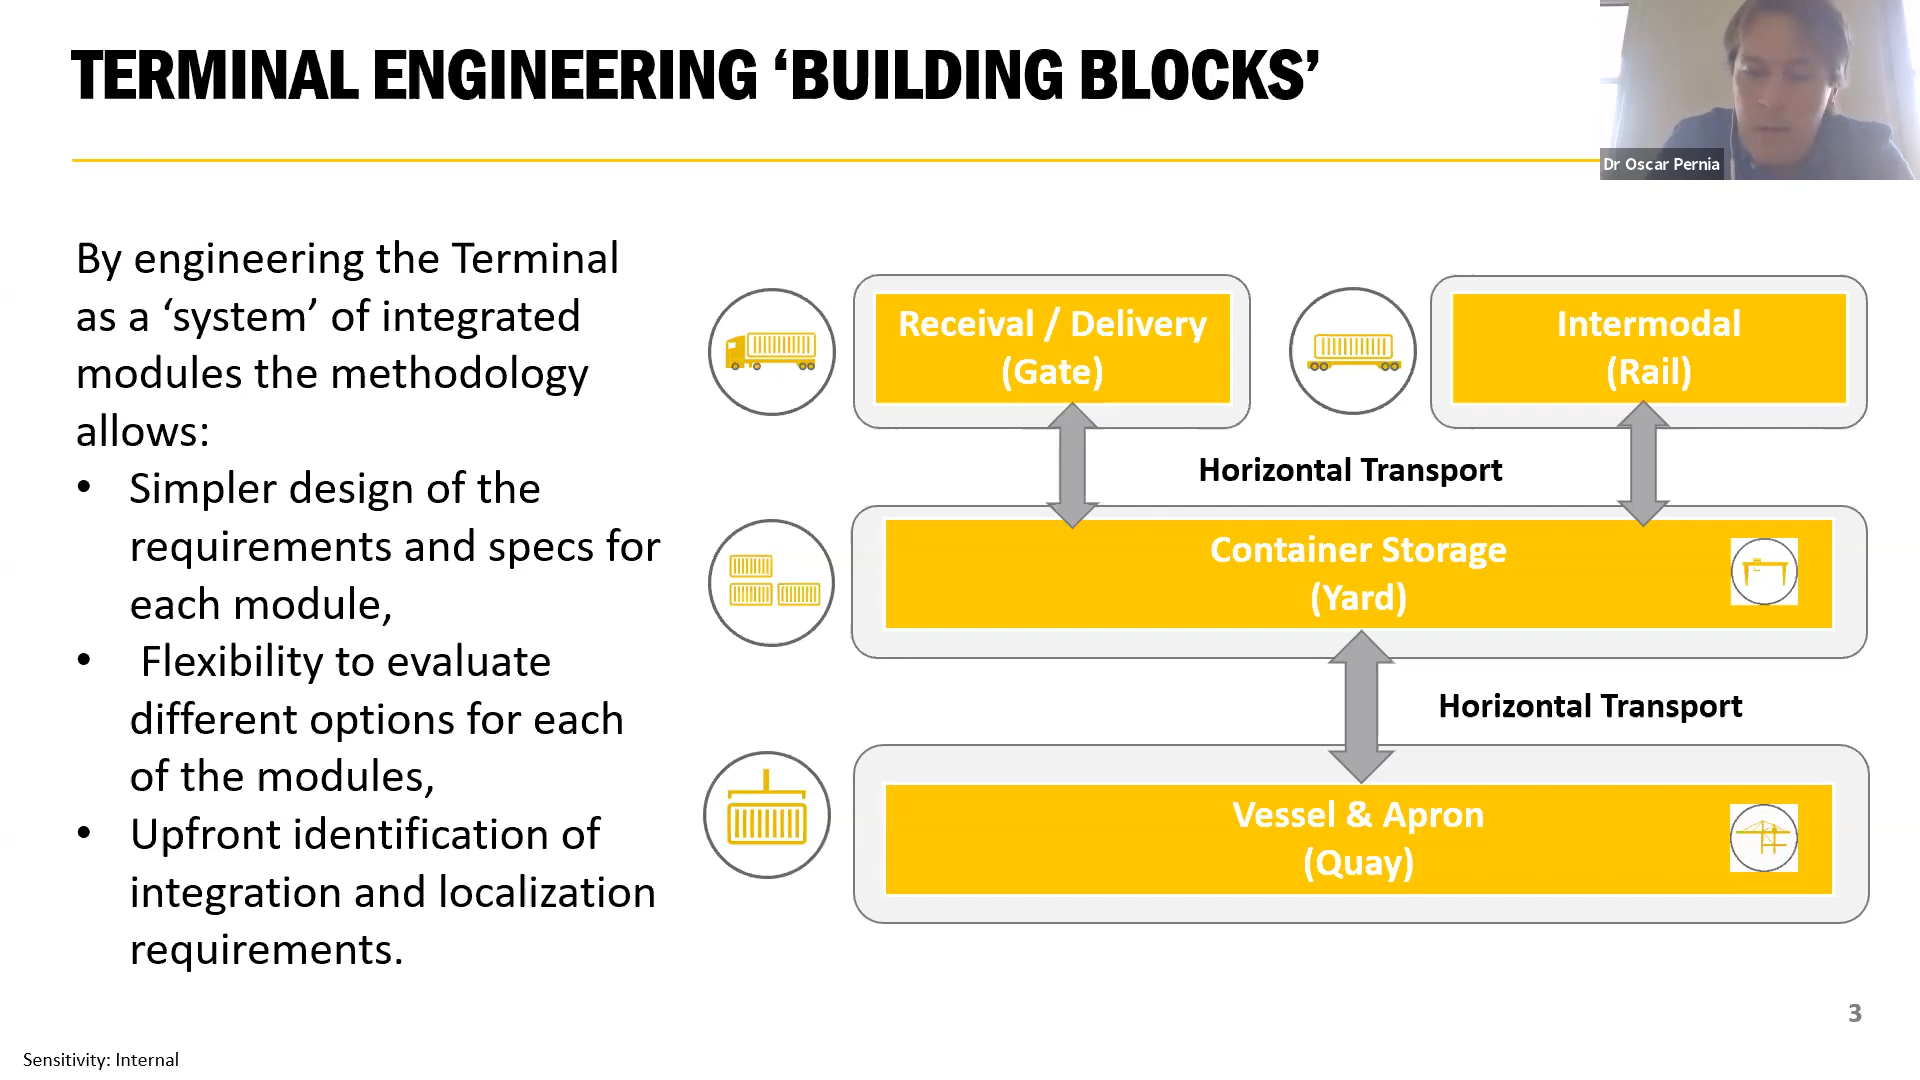 TERMINAL ENGINEERING ‘BUILDING BLOCKS’
Dr Oscar Pernia
By engineering the Terminal
as a ‘system’ of integrated
modules the methodology
allows:
• Simpler design of the
requirements and specs for
each module,
• Flexibility to evaluate
different options for each
of the modules,
• Upfront identification of
integration and localization
requirements.
Receival / Delivery
(Gate)
Intermodal
(Rail)
Horizontal Transport
Container Storage
(Yard)
Horizontal Transport
Vessel & Apron
(Quay)
3
Sensitivity: Internal